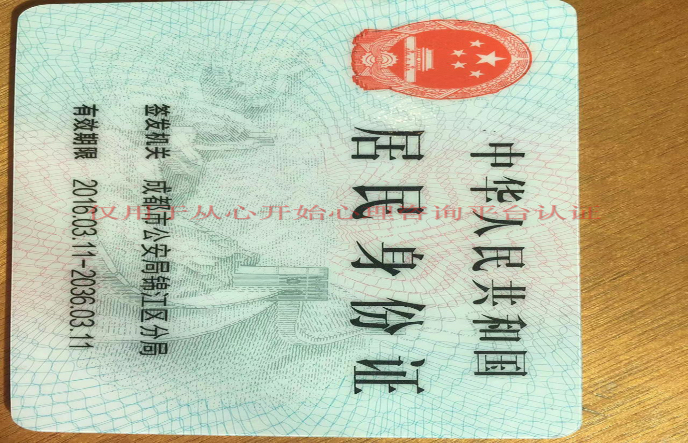 中华人民共和国
居民身份证
签发机关 成都市公安局锦江区分局
有效期限 2016.03.11-2036.03.11
仅用于从心开始心理咨询平台认证